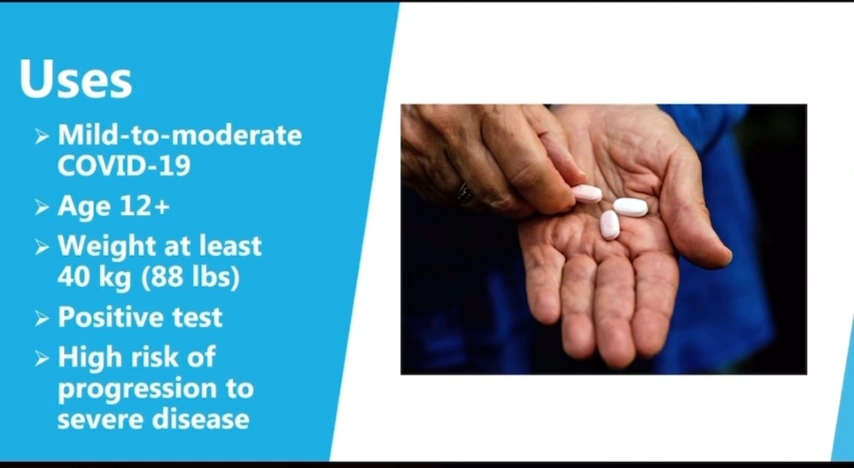 Uses
➢ Mild-to-moderate
COVID-19
➢ Age 12+
➢ Weight at least
40 kg (88 lbs)
➢ Positive test
➢ High risk of
progression to
severe disease